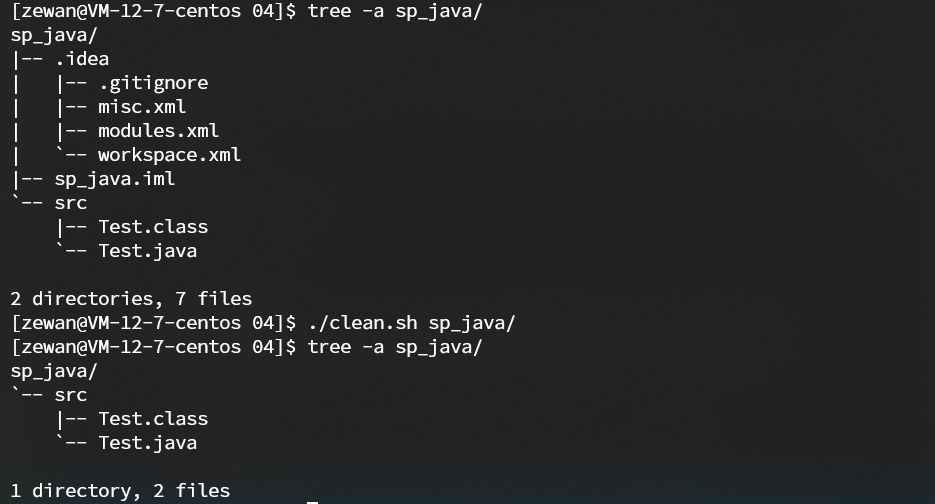 [zewan@VM-12-7-centos 04]$ tree -a sp_java/
sp_java/
|-- .idea
|   |-- .gitignore
|   |-- misc.xml
|   |-- modules.xml
|   `-- workspace.xml
|-- sp_java.iml
`-- src
    |-- Test.class
    `-- Test.java

2 directories, 7 files
[zewan@VM-12-7-centos 04]$ ./clean.sh sp_java/
[zewan@VM-12-7-centos 04]$ tree -a sp_java/
sp_java/
`-- src
    |-- Test.class
    `-- Test.java

1 directory, 2 files